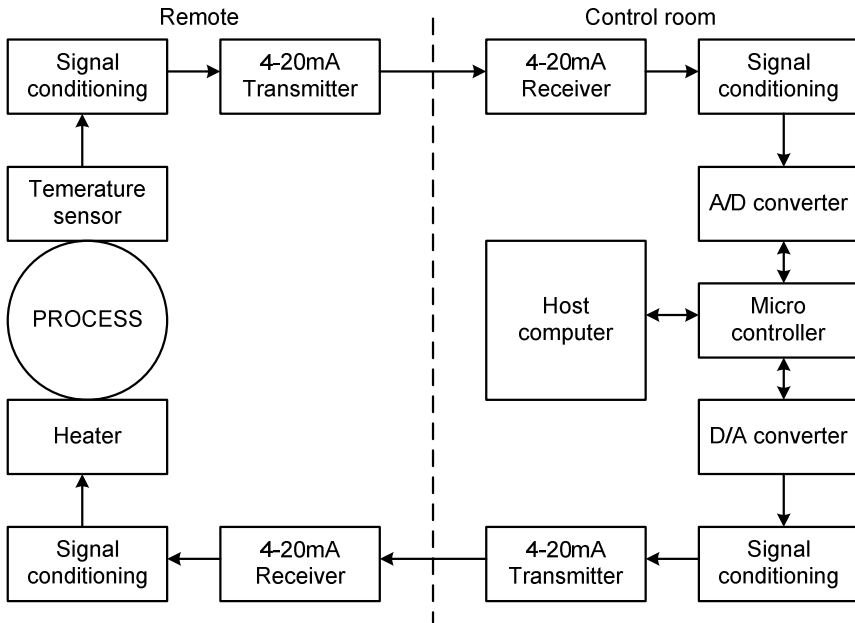 Remote
Control room
Signal
conditioning
4-20mA
Transmitter
4-20mA
Receiver
Signal
conditioning
Temerature
sensor
A/D converter
PROCESS
Host
computer
Micro
controller
Heater
D/A converter
Signal
conditioning
4-20mA
Receiver
4-20mA
Transmitter
Signal
conditioning